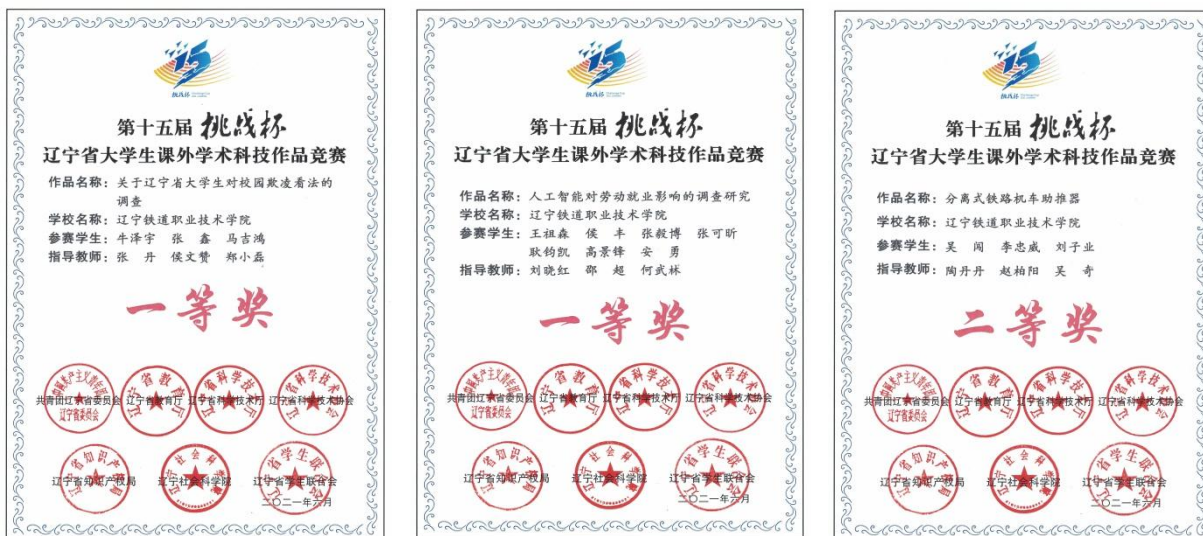 挑战杯
第十五届 挑战杯
辽宁省大学生课外学术科技作品竞赛
作品名称：关于辽宁省大学生对校园欺凌看法的
调查
学校名称：辽宁铁道职业技术学院
参赛学生：牛泽宇 张鑫 马吉鸿
指导教师：张丹 侯文赞 郑小磊
一等奖
共青团辽宁省委员会 辽宁省教育厅 辽宁省科学技术厅 辽宁省科学技术协会
辽宁省知识产权局 辽宁社会科学院 辽宁省学生联合会
二〇二一年六月
挑战杯
第十五届 挑战杯
辽宁省大学生课外学术科技作品竞赛
作品名称：人工智能对劳动就业影响的调查研究
学校名称：辽宁铁道职业技术学院
参赛学生：王祖森 侯丰 张毅博 张可昕
耿钧凯 高景锋 安勇
指导教师：刘晓红 邵超 何武林
一等奖
共青团辽宁省委员会 辽宁省教育厅 辽宁省科学技术厅 辽宁省科学技术协会
辽宁省知识产权局 辽宁社会科学院 辽宁省学生联合会
二〇二一年六月
挑战杯
第十五届 挑战杯
辽宁省大学生课外学术科技作品竞赛
作品名称：分离式铁路机车助推器
学校名称：辽宁铁道职业技术学院
参赛学生：吴闯 李忠威 刘子业
指导教师：陶丹丹 赵柏阳 吴奇
二等奖
共青团辽宁省委员会 辽宁省教育厅 辽宁省科学技术厅 辽宁省科学技术协会
辽宁省知识产权局 辽宁社会科学院 辽宁省学生联合会
二〇二一年六月